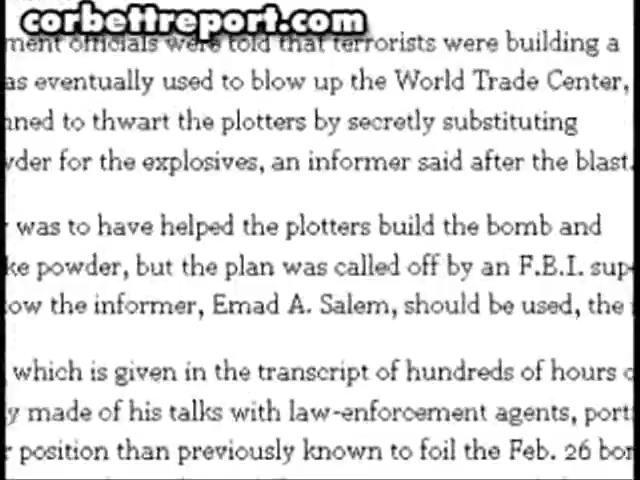 corbettreport.com
ment officials were told that terrorists were building a
as eventually used to blow up the World Trade Center,
nned to thwart the plotters by secretly substituting
wder for the explosives, an informer said after the blast.
was to have helped the plotters build the bomb and
ke powder, but the plan was called off by an F.B.I. sup
ow the informer, Emad A. Salem, should be used, the
which is given in the transcript of hundreds of hours
y made of his talks with law-enforcement agents, port
r position than previously known to foil the Feb. 26 bo